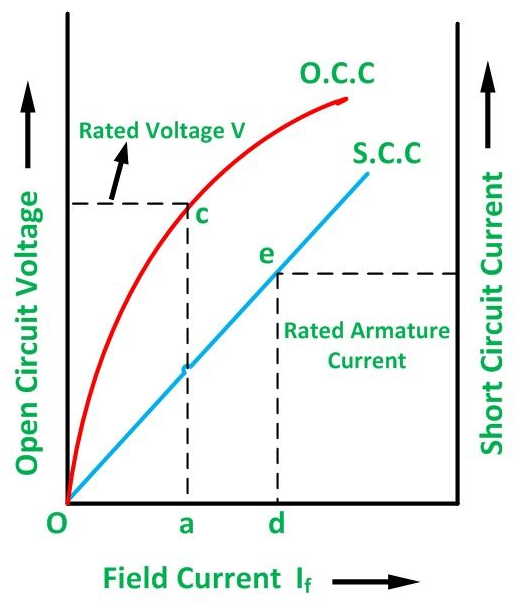 O.C.C
Rated Voltage V
S.C.C
c
e
Rated Armature
Current
Open Circuit Voltage
Short Circuit Current
O
a
d
Field Current If